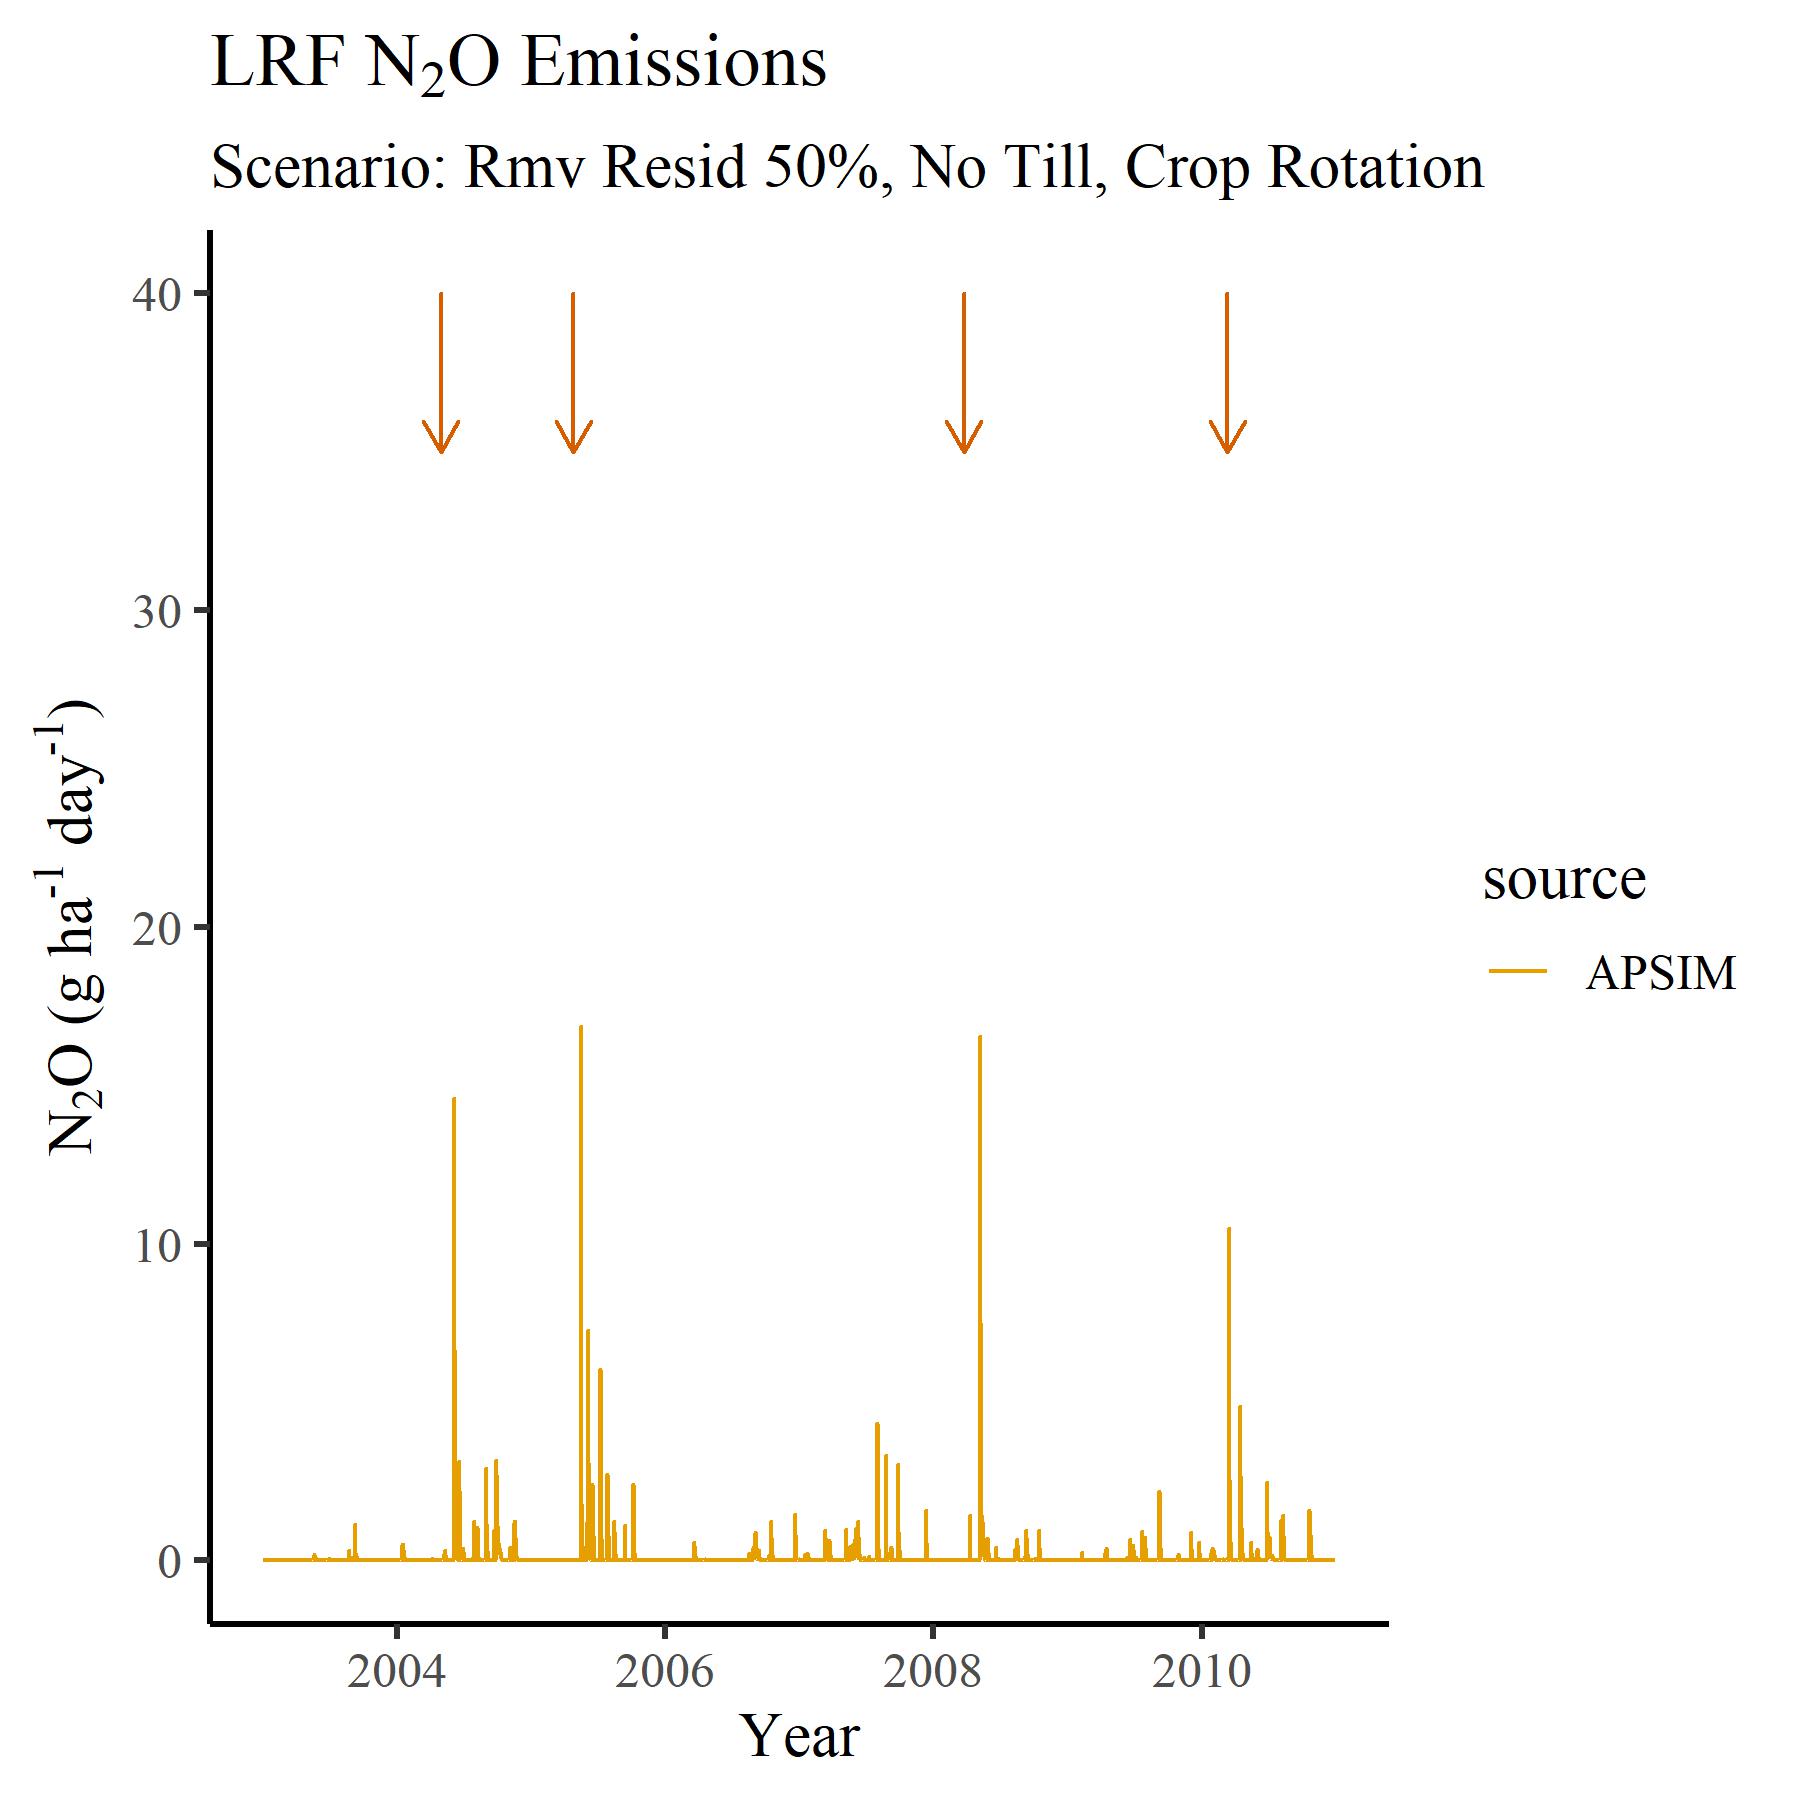 LRF N₂O Emissions
Scenario: Rmv Resid 50%, No Till, Crop Rotation
N₂O (g ha⁻¹ day⁻¹)
40
30
20
10
0
2004 2006 2008 2010
Year
source
APSIM